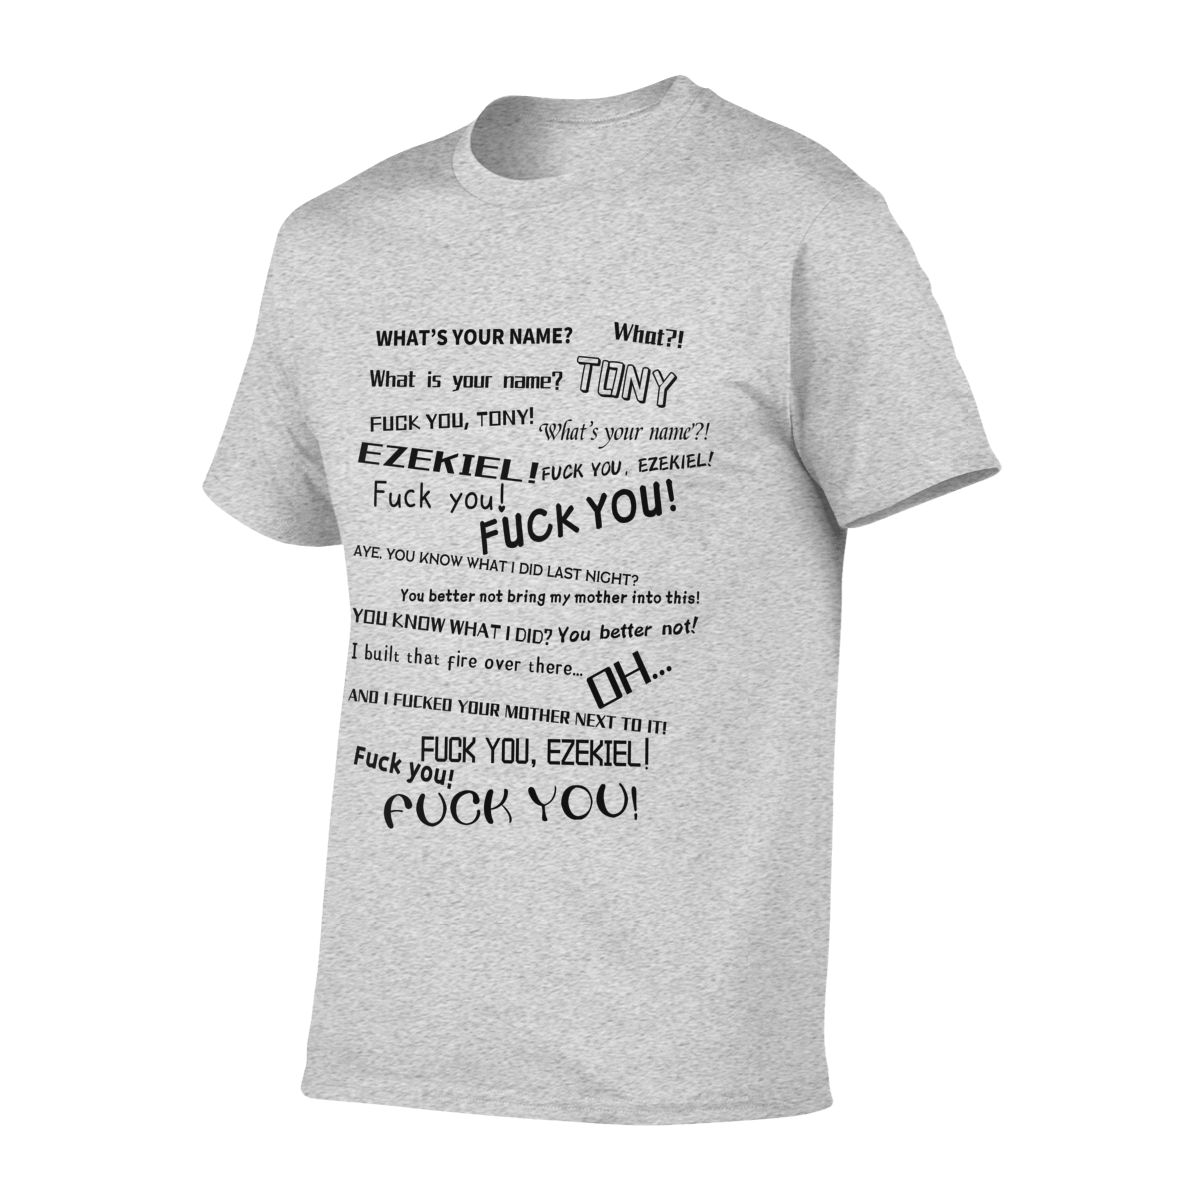 WHAT'S YOUR NAME? What?!
What is your name? TONY
FUCK YOU, TONY! What's your name'?!
EZEKIEL! FUCK YOU, EZEKIEL!
Fuck you! FUCK YOU!
AYE, YOU KNOW WHAT I DID LAST NIGHT?
You better not bring my mother into this!
YOU KNOW WHAT I DID? You better not!
I built that fire over there... OH...
AND I FUCKED YOUR MOTHER NEXT TO IT!
FUCK YOU, EZEKIEL!
Fuck you!
FUCK YOU!